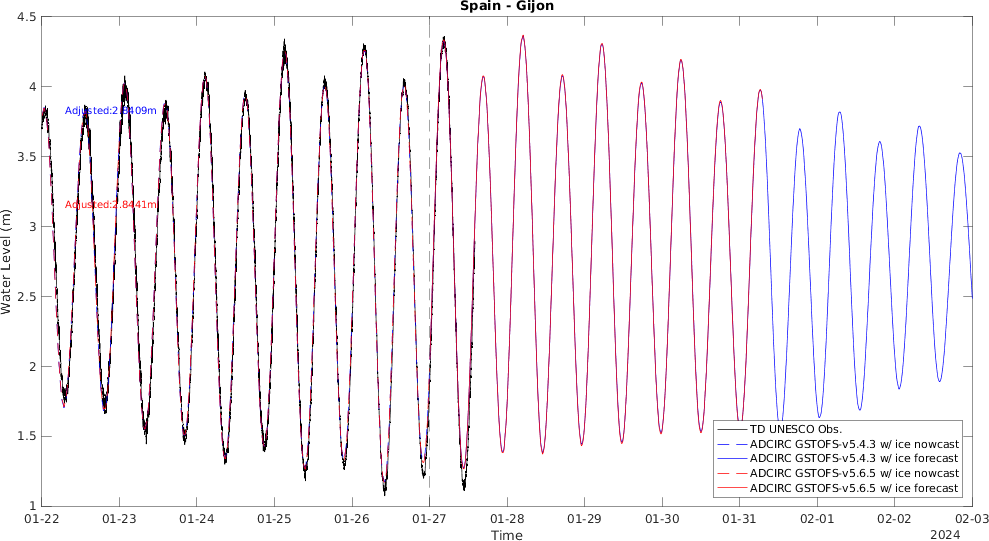 Spain - Gijon
4.5
4
3.5
3
2.5
2
1.5
1
Water Level (m)
Adjusted:2.8409m
Adjusted:2.8441m
TD UNESCO Obs.
ADCIRC GSTOFS-v5.4.3 w/ ice nowcast
ADCIRC GSTOFS-v5.4.3 w/ ice forecast
ADCIRC GSTOFS-v5.6.5 w/ ice nowcast
ADCIRC GSTOFS-v5.6.5 w/ ice forecast
01-22 01-23 01-24 01-25 01-26 01-27 01-28 01-29 01-30 01-31 02-01 02-02 02-03
Time
2024